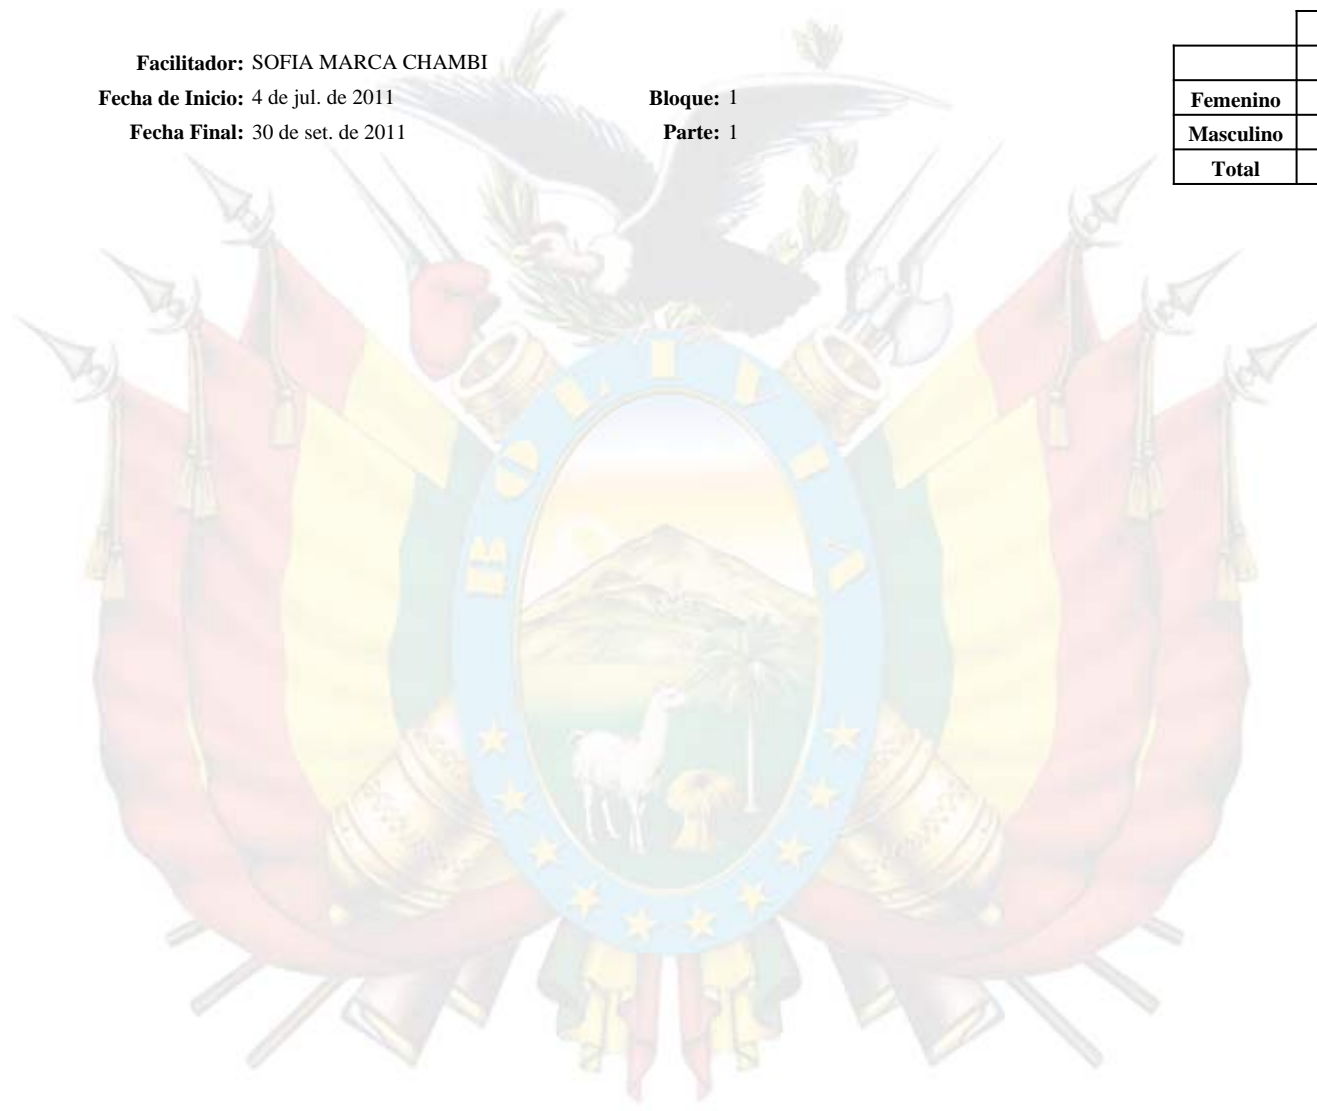 Facilitador: SOFIA MARCA CHAMBI
Fecha de Inicio: 4 de jul. de 2011 Bloque: 1
Fecha Final: 30 de set. de 2011 Parte: 1
Femenino
Masculino
Total
BOLIVIA